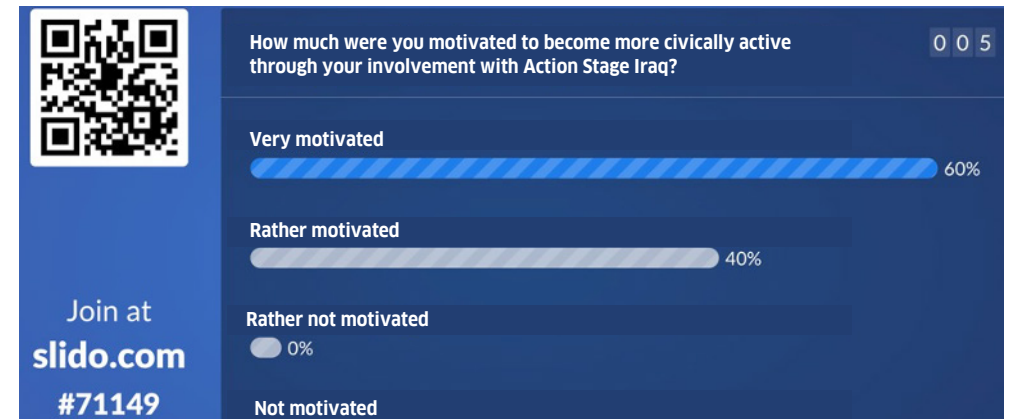 How much were you motivated to become more civically active
through your involvement with Action Stage Iraq?
0 0 5
Very motivated
60%
Rather motivated
40%
Rather not motivated
0%
Not motivated
Join at
slido.com
#71149